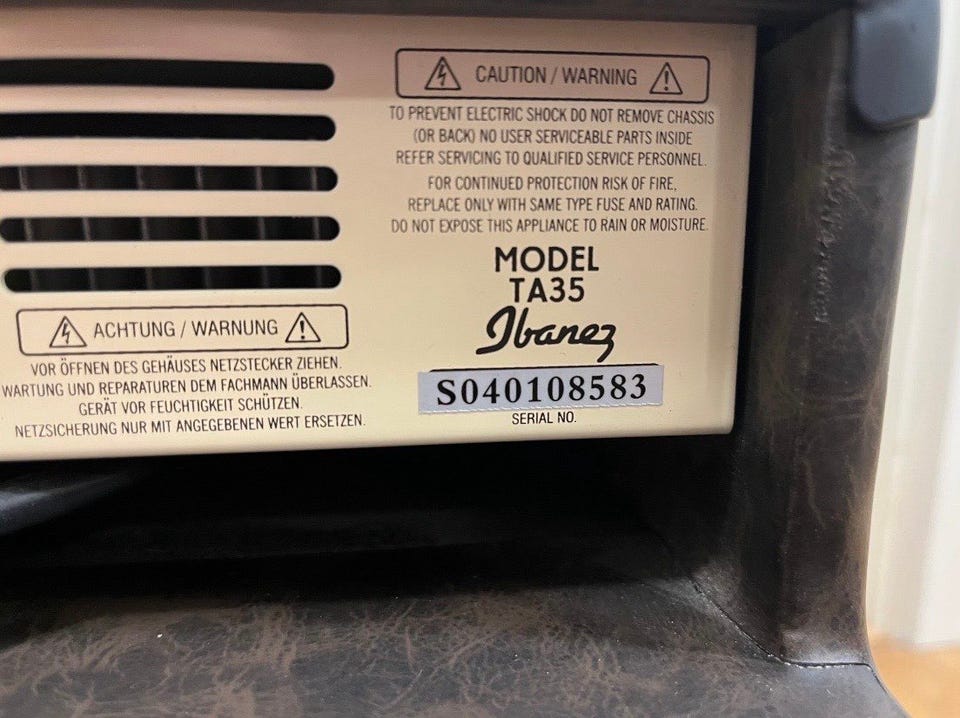 CAUTION / WARNING
TO PREVENT ELECTRIC SHOCK DO NOT REMOVE CHASSIS
(OR BACK) NO USER SERVICEABLE PARTS INSIDE
REFER SERVICING TO QUALIFIED SERVICE PERSONNEL.
FOR CONTINUED PROTECTION RISK OF FIRE,
REPLACE ONLY WITH SAME TYPE FUSE AND RATING.
DO NOT EXPOSE THIS APPLIANCE TO RAIN OR MOISTURE.
MODEL
TA35
Ibanez
S040108583
SERIAL NO.
ACHTUNG / WARNUNG
VOR ÖFFNEN DES GEHÄUSES NETZSTECKER ZIEHEN.
WARTUNG UND REPARATUREN DEM FACHMANN ÜBERLASSEN.
GERÄT VOR FEUCHTIGKEIT SCHÜTZEN.
NETZSICHERUNG NUR MIT ANGEGEBENEN WERT ERSETZEN.